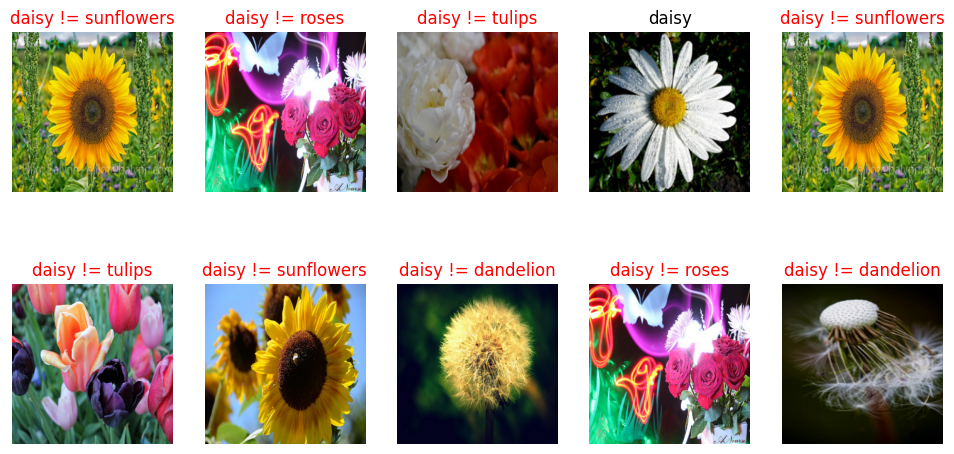 daisy != sunflowers
daisy != roses
daisy != tulips
daisy
daisy != sunflowers
daisy != tulips
daisy != sunflowers
daisy != dandelion
daisy != roses
daisy != dandelion